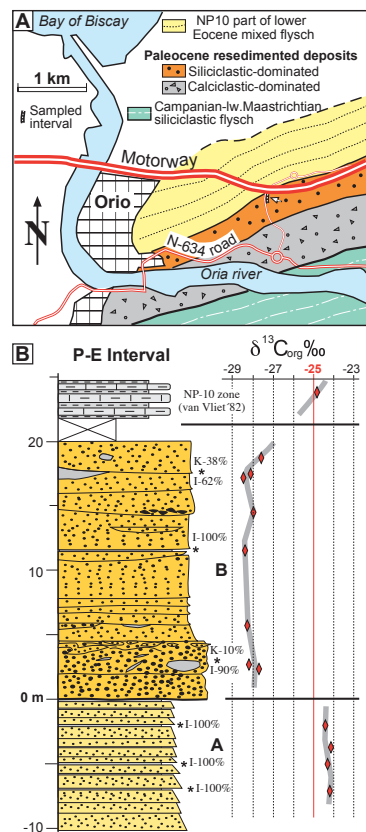 A
Bay of Biscay
NP10 part of lower
Eocene mixed flysch
Paleocene resedimented deposits
Siliciclastic-dominated
Calciclastic-dominated
Campanian-lw.Maastrichtian
siliciclastic flysch
1 km
Sampled
interval
Motorway
Orio
N
N-634 road
Oria river
B
P-E Interval
δ13Corg‰
-29 -27 -25 -23
NP-10 zone
(van Vliet '82)
20
K-38%
*
I-62%
I-100%
*
10
B
K-10%
*
I-90%
0 m
A
*I-100%
*I-100%
*I-100%
-10